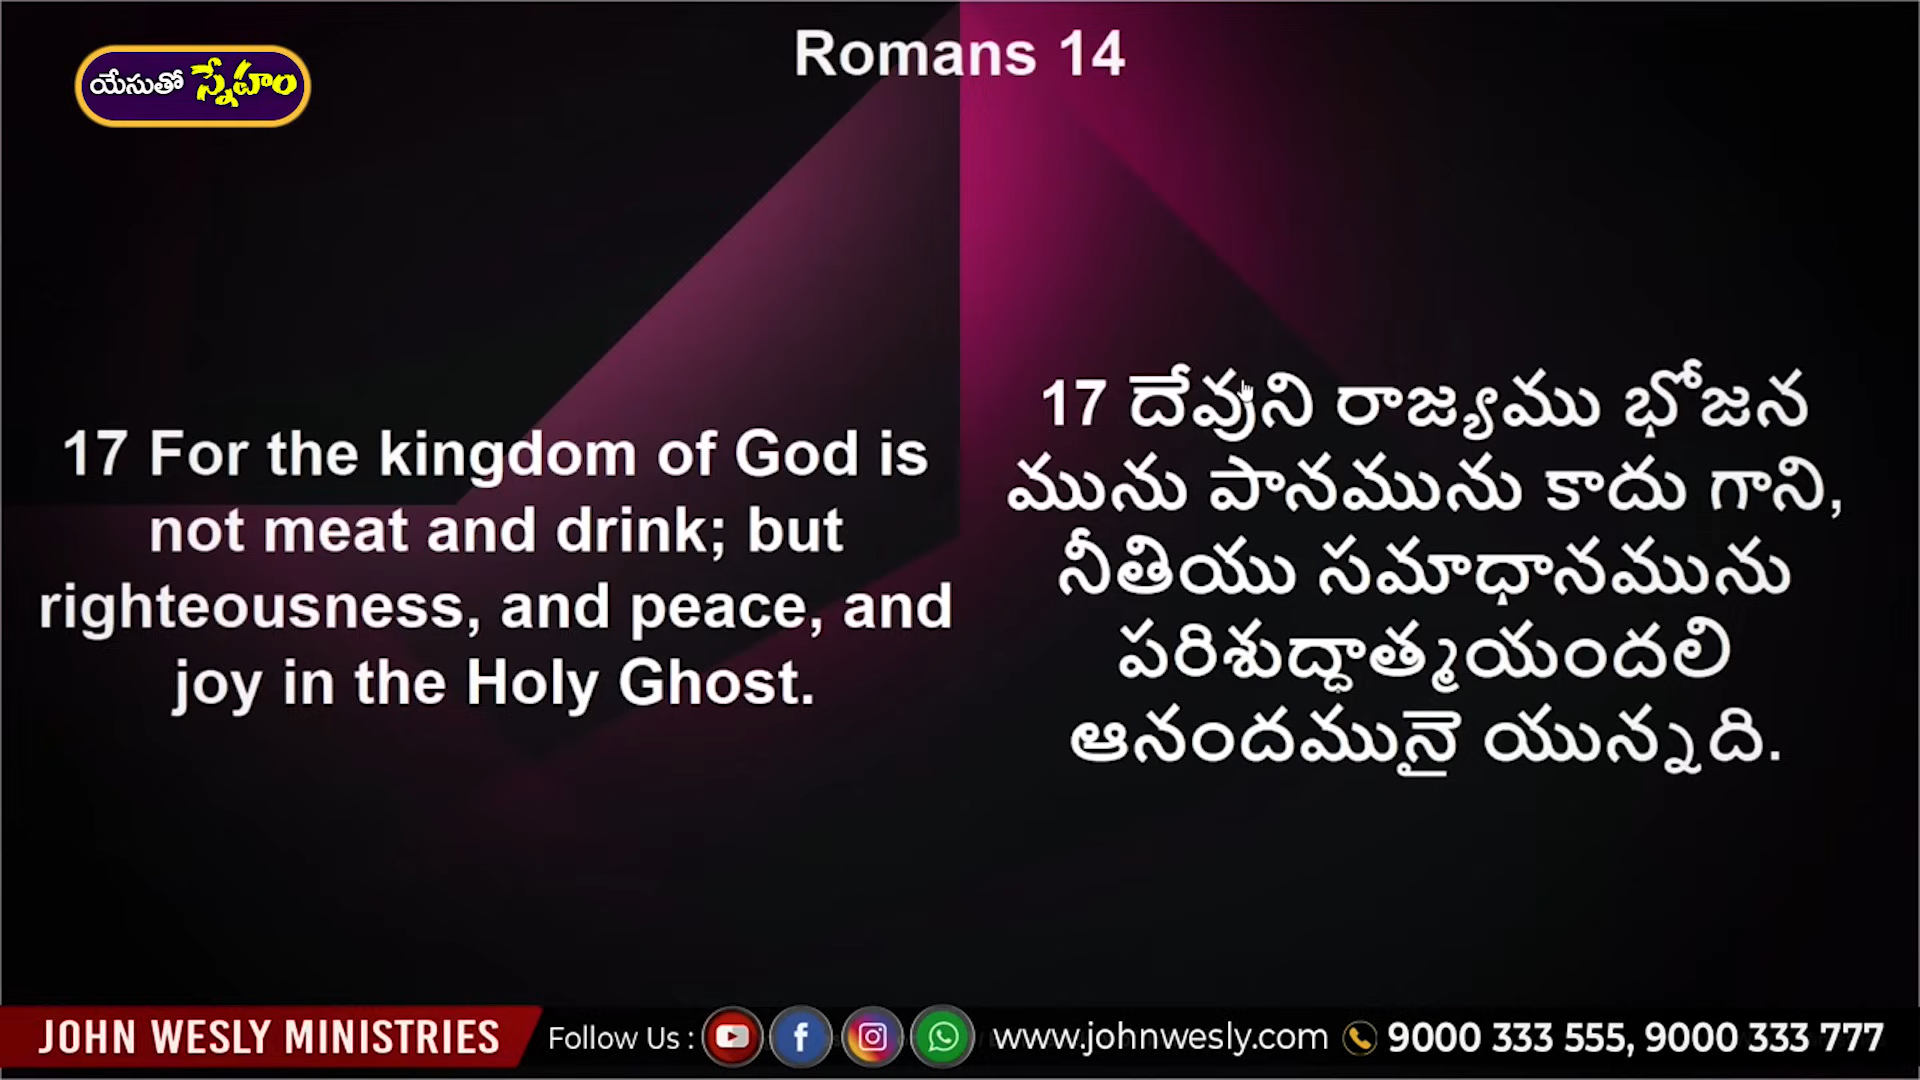 Romans 14
యేసుతో స్నేహం
17 For the kingdom of God is
not meat and drink; but
righteousness, and peace, and
joy in the Holy Ghost.
17 దేవుని రాజ్యము భోజన
మును పానమును కాదు గాని,
నీతియు సమాధానమును
పరిశుద్ధాత్మయందలి
ఆనందమునై యున్నది.
JOHN WESLY MINISTRIES Follow Us : www.johnwesly.com 9000 333 555, 9000 333 777